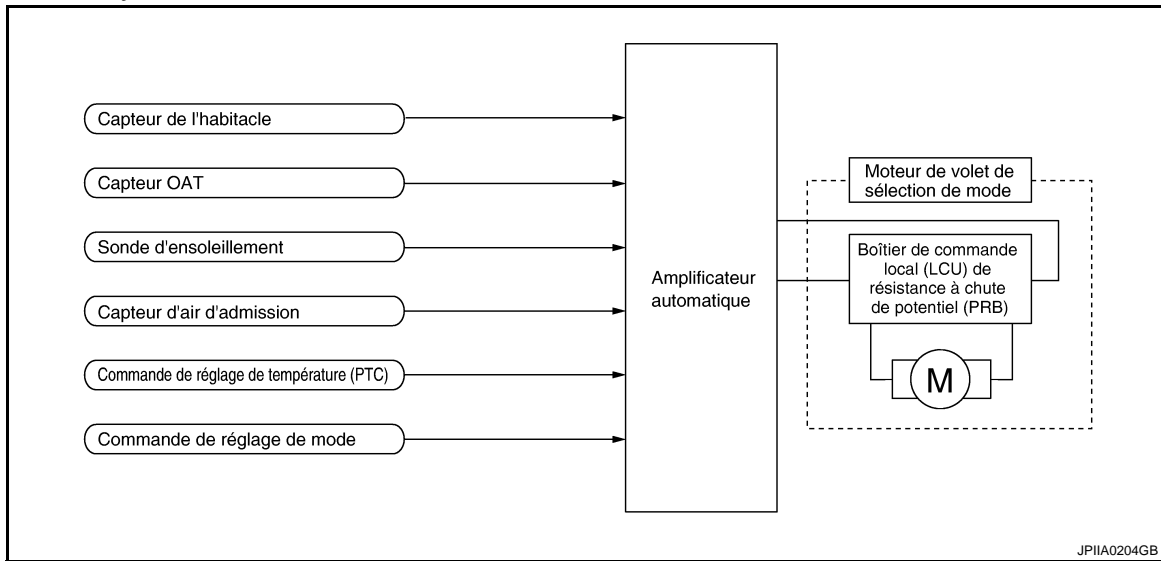 Capteur de l'habitacle
Capteur OAT
Sonde d'ensoleillement
Capteur d'air d'admission
Commande de réglage de température (PTC)
Commande de réglage de mode
Amplificateur
automatique
Moteur de volet de
sélection de mode
Boîtier de commande
local (LCU) de
résistance à chute
de potentiel (PRB)
M
JPIIA0204GB